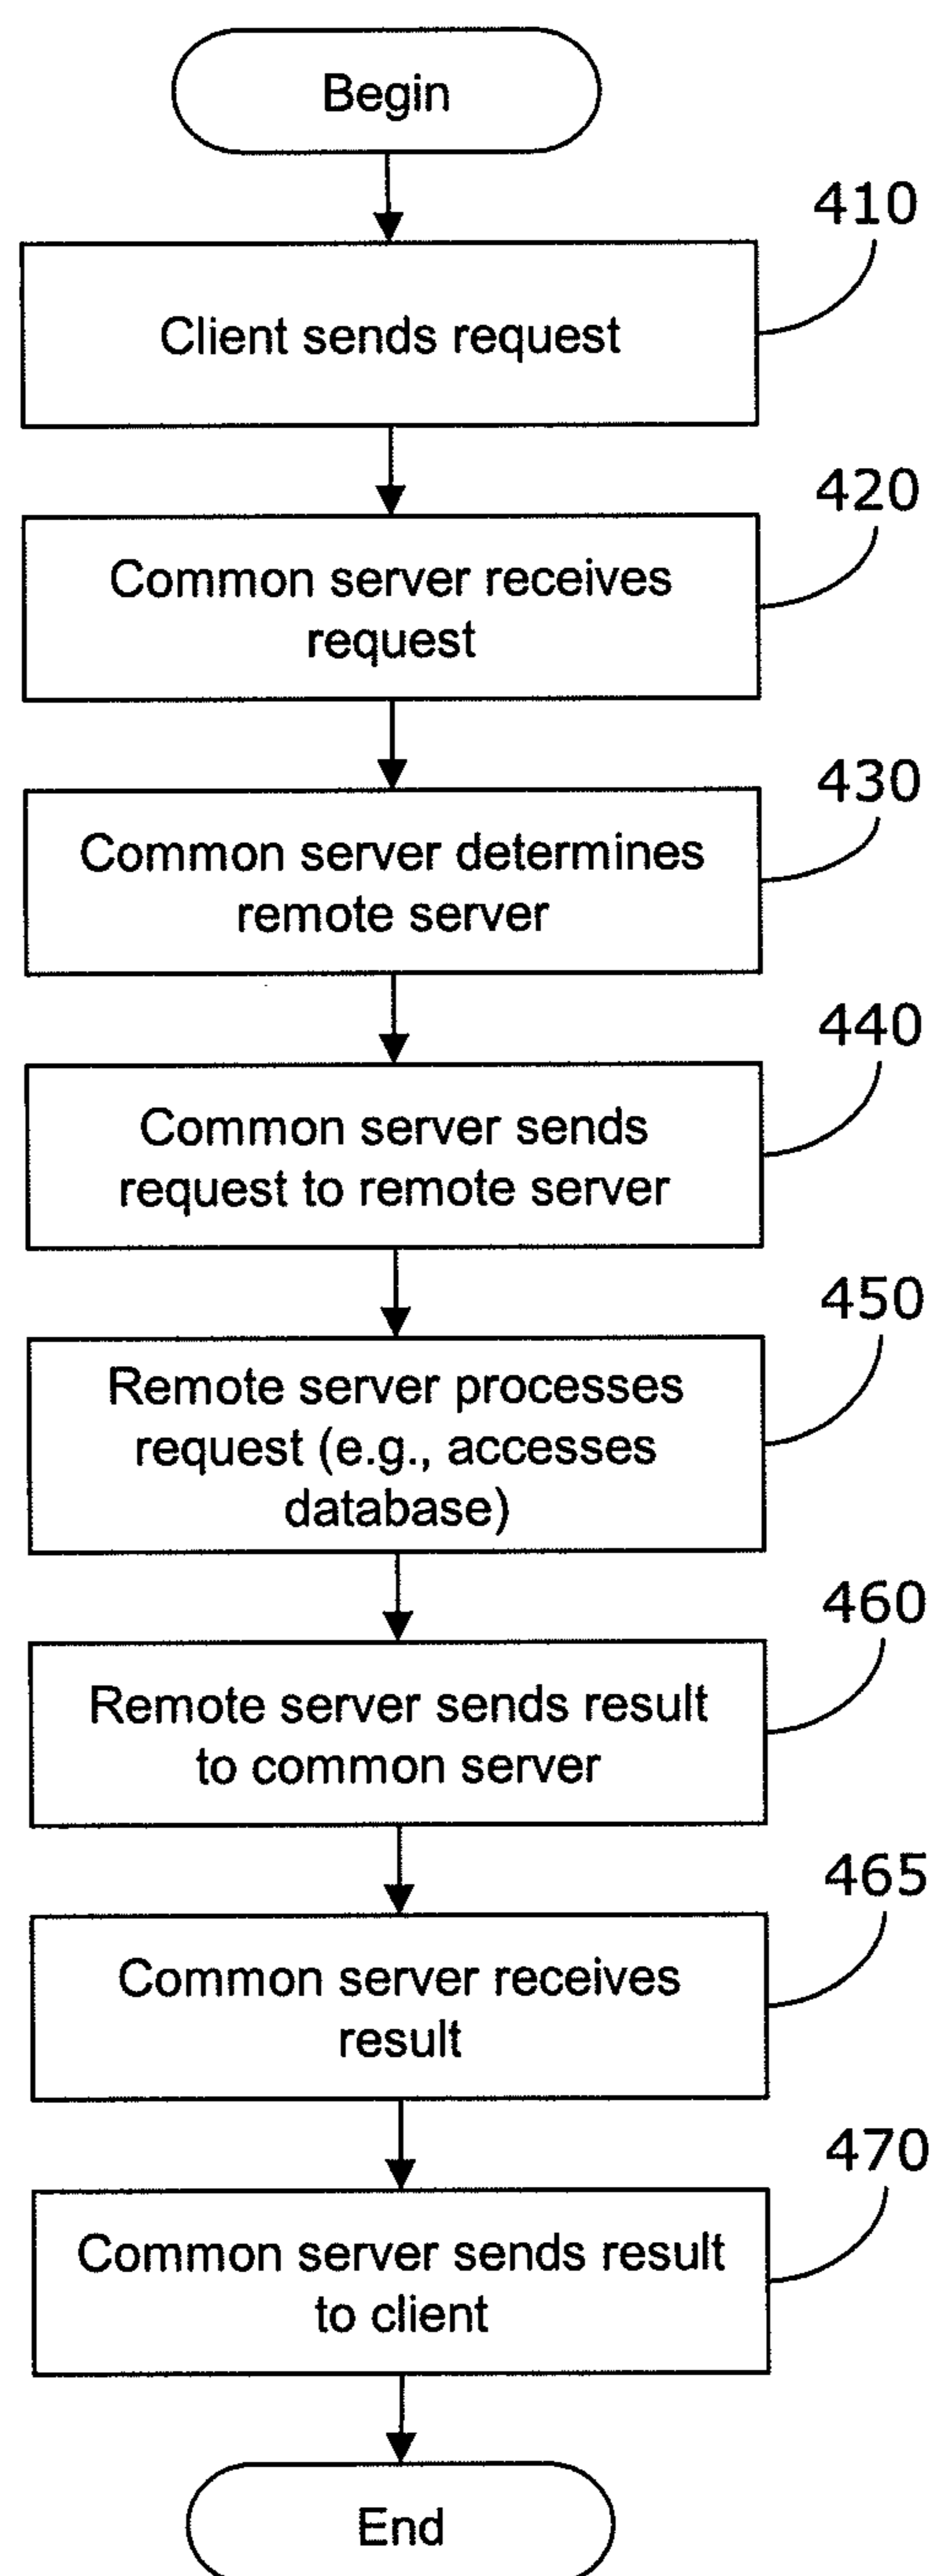 Begin
410
Client sends request
420
Common server receives
request
430
Common server determines
remote server
440
Common server sends
request to remote server
450
Remote server processes
request (e.g., accesses
database)
460
Remote server sends result
to common server
465
Common server receives
result
470
Common server sends result
to client
End